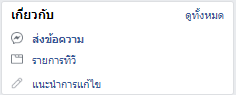 เกี่ยวกับ ดูทั้งหมด
ส่งข้อความ
รายการทีวี
แนะนำการแก้ไข